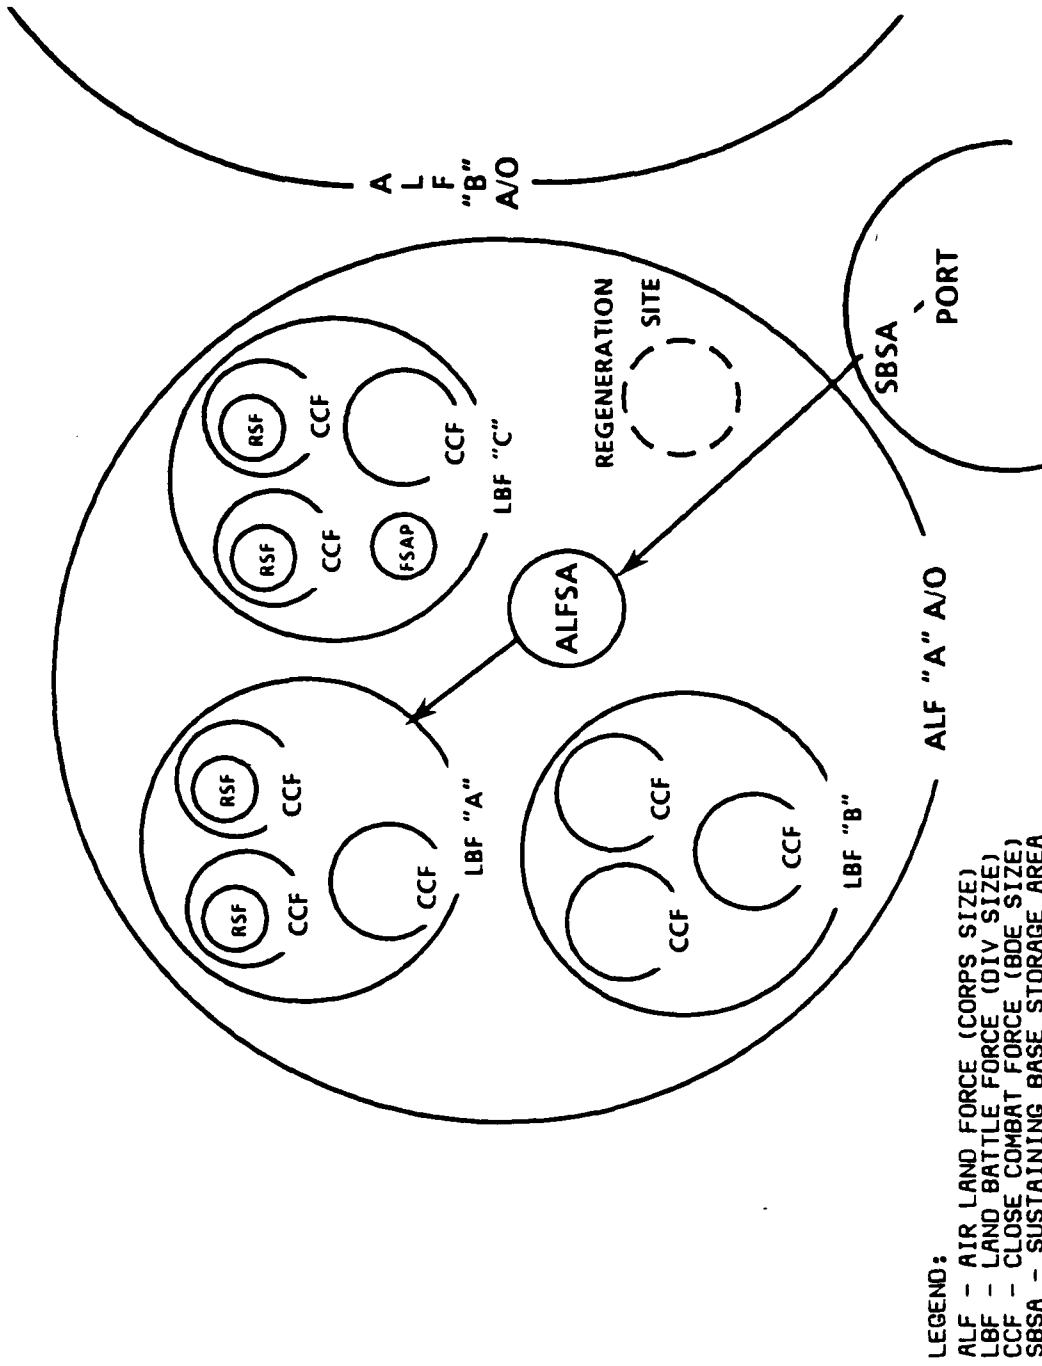 RSF
RSF
RSF
RSF
CCF
CCF
CCF
CCF
A
L
F
"B"
A/O
FSAP
CCF
CCF
LBF "A"
LBF "C"
ALFSA
REGENERATION
SITE
CCF
CCF
CCF
LBF "B"
SBSA
PORT
ALF "A" A/O
LEGEND:
ALF - AIR LAND FORCE (CORPS SIZE)
LBF - LAND BATTLE FORCE (DIV SIZE)
CCF - CLOSE COMBAT FORCE (BDE SIZE)
SBSA - SUSTAINING BASE STORAGE AREA